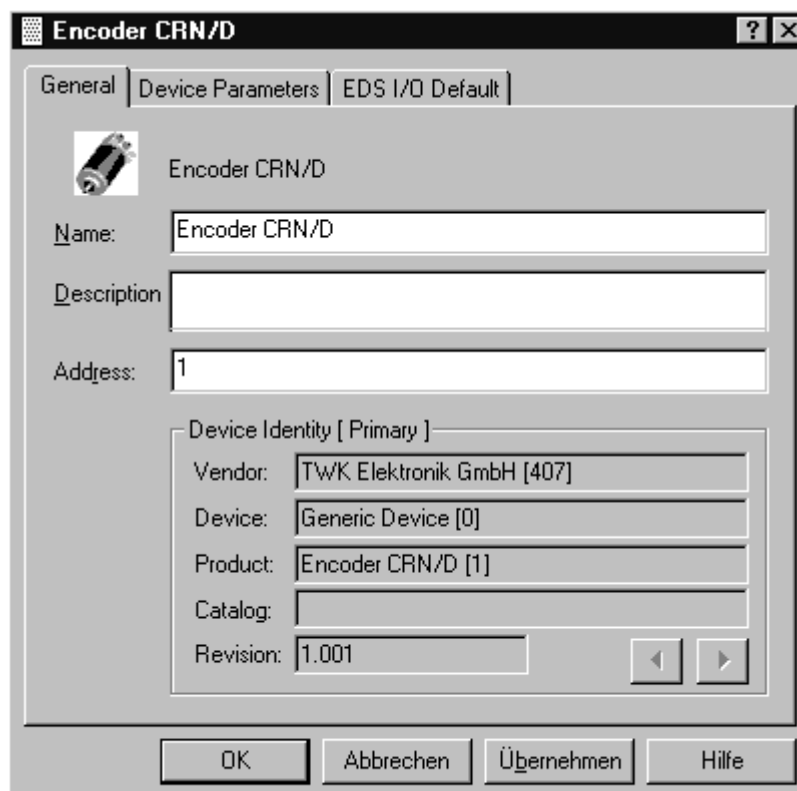 Encoder CRN/D
General Device Parameters EDS I/O Default
Encoder CRN/D
Name: Encoder CRN/D
Description
Address: 1
Device Identity [ Primary ]
Vendor: TWK Elektronik GmbH [407]
Device: Generic Device [0]
Product: Encoder CRN/D [1]
Catalog:
Revision: 1.001
OK Abbrechen Übernehmen Hilfe